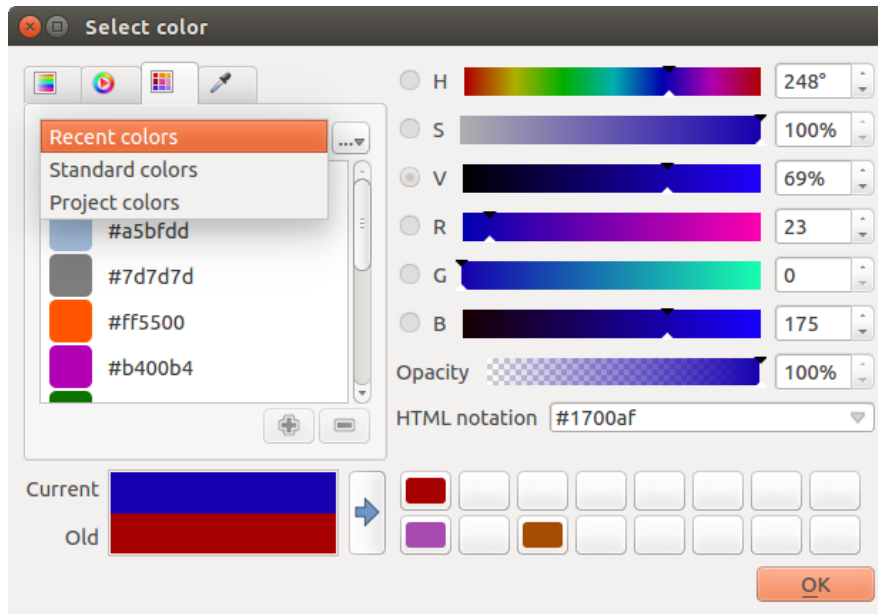 Select color
Recent colors
...
Standard colors
Project colors
#a5bfdd
#7d7d7d
#ff5500
#b400b4
H 248°
S 100%
V 69%
R 23
G 0
B 175
Opacity 100%
HTML notation #1700af
Current
Old
OK